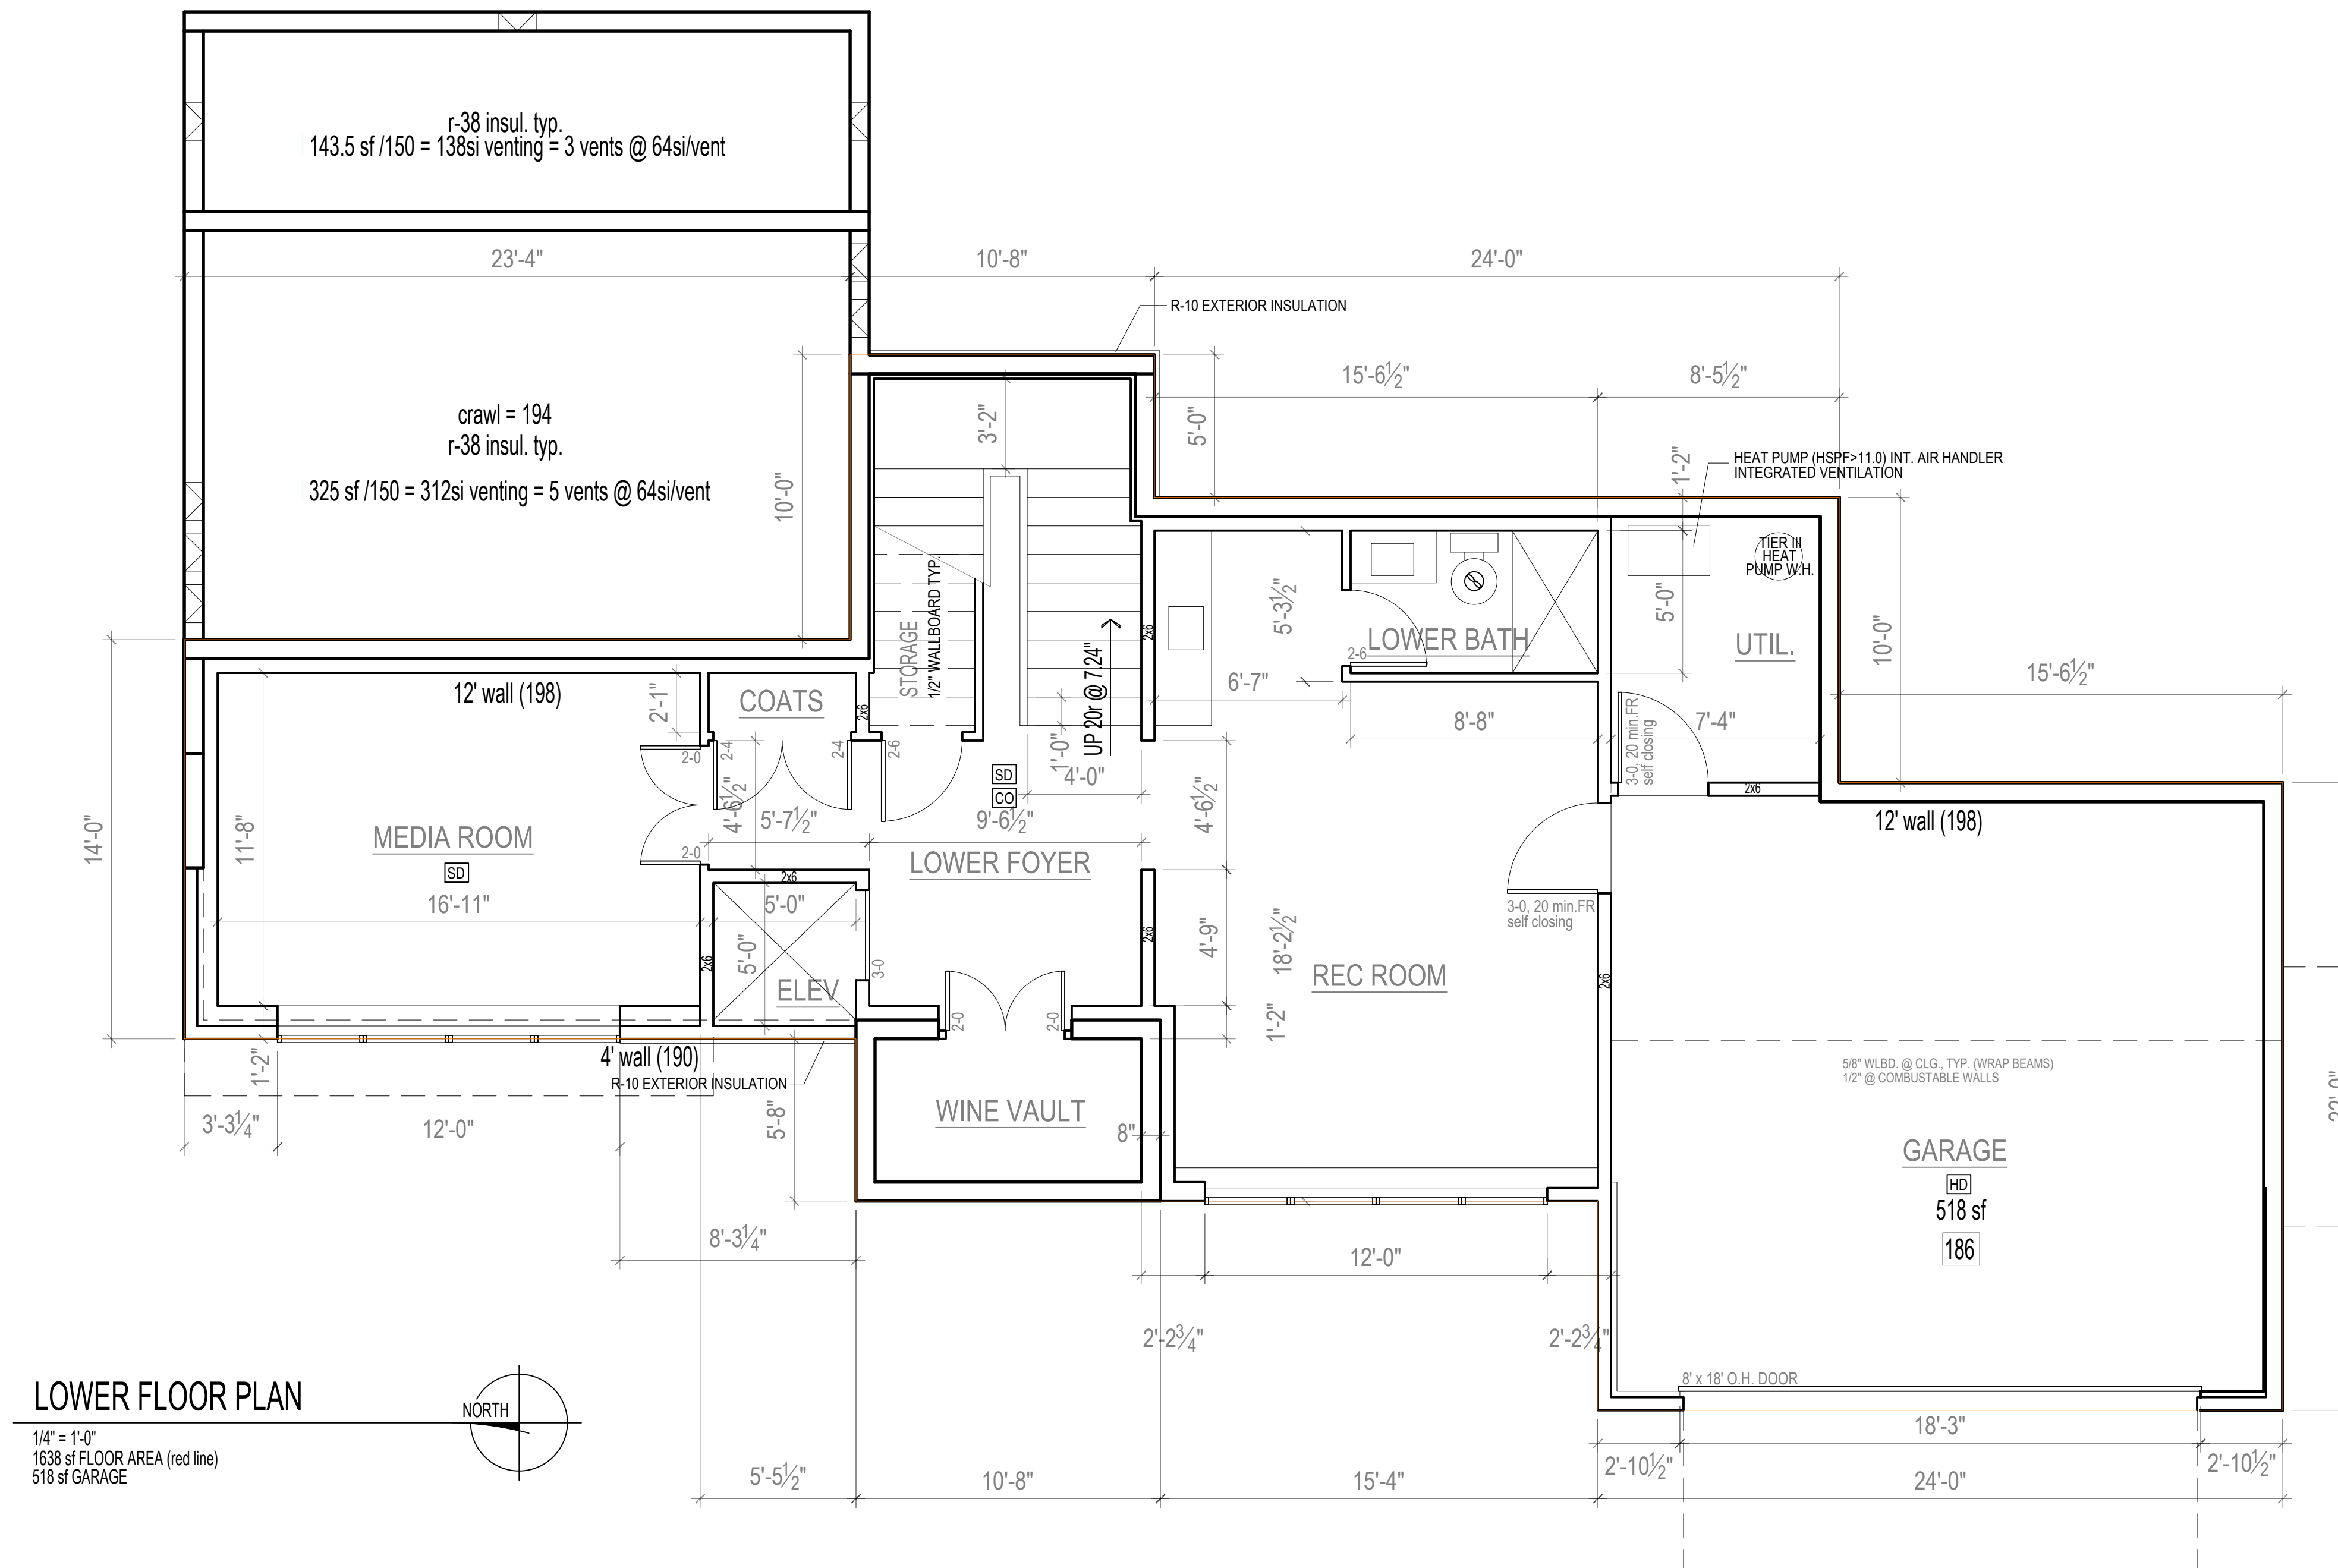 r-38 insul. typ.
143.5 sf /150 = 138si venting = 3 vents @ 64si/vent
23'-4"
10'-8"
24'-0"
R-10 EXTERIOR INSULATION
15'-6½"
8'-5½"
crawl = 194
r-38 insul. typ.
325 sf /150 = 312si venting = 5 vents @ 64si/vent
10'-0"
3'-2"
5'-0"
1'-2"
HEAT PUMP (HSPF>11.0) INT. AIR HANDLER
INTEGRATED VENTILATION
TIER III
HEAT
PUMP W.H.
5'-0"
UTIL.
10'-0"
15'-6½"
STORAGE
1/2" WALLBOARD TYP.
UP 20r @ 7.24"
2x6
5'-3½"
LOWER BATH
2-6
6'-7"
8'-8"
7'-4"
3-0, 20 min.FR
self closing
2x6
12' wall (198)
12' wall (198)
2'-1"
COATS
2x6
2-0
2-4
2-4
2-6
1'-0"
4'-0"
SD
CO
14'-0"
11'-8"
MEDIA ROOM
SD
16'-11"
2-0
4'-6½"
5'-7½"
9'-6½"
4'-6½"
LOWER FOYER
2x6
5'-0"
5'-0"
ELEV
2x6
3-0
2x6
4'-9"
18'-2½"
1'-2"
REC ROOM
3-0, 20 min.FR
self closing
2x6
2-0
2-0
1'-2"
4' wall (190)
R-10 EXTERIOR INSULATION
5'-8"
WINE VAULT
8"
5/8" WLBD. @ CLG., TYP. (WRAP BEAMS)
1/2" @ COMBUSTABLE WALLS
GARAGE
HD
518 sf
186
3'-3¼"
12'-0"
8'-3¼"
12'-0"
2'-2¾"
2'-2¾"
8' x 18' O.H. DOOR
18'-3"
2'-10½"
2'-10½"
5'-5½"
10'-8"
15'-4"
24'-0"
LOWER FLOOR PLAN
NORTH
1/4" = 1'-0"
1638 sf FLOOR AREA (red line)
518 sf GARAGE